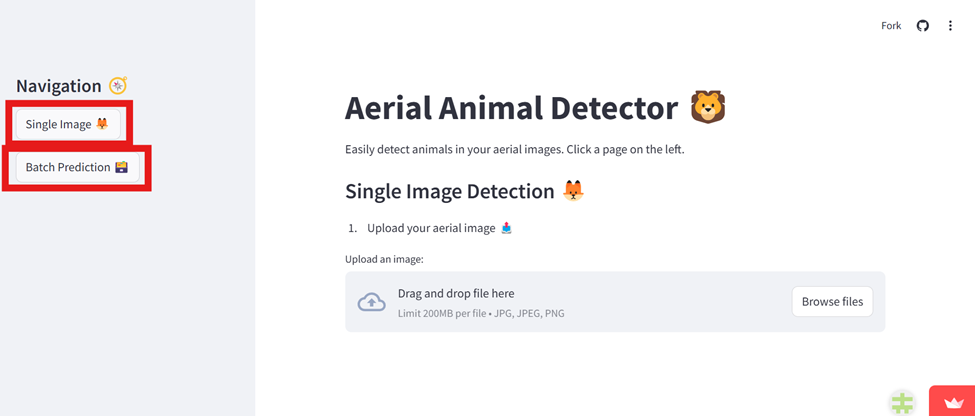 Fork
Navigation 🧭
Single Image 🦊
Batch Prediction 🗃️
Aerial Animal Detector 🦁
Easily detect animals in your aerial images. Click a page on the left.
Single Image Detection 🦊
1. Upload your aerial image 📤
Upload an image:
Drag and drop file here
Limit 200MB per file • JPG, JPEG, PNG
Browse files